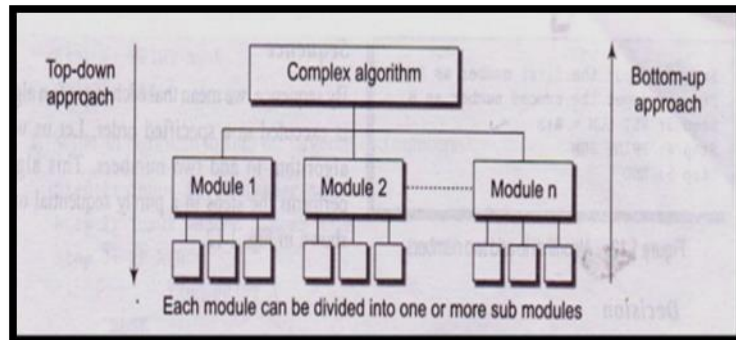 Top-down
approach
Complex algorithm
Bottom-up
approach
Module 1
Module 2
Module n
Each module can be divided into one or more sub modules